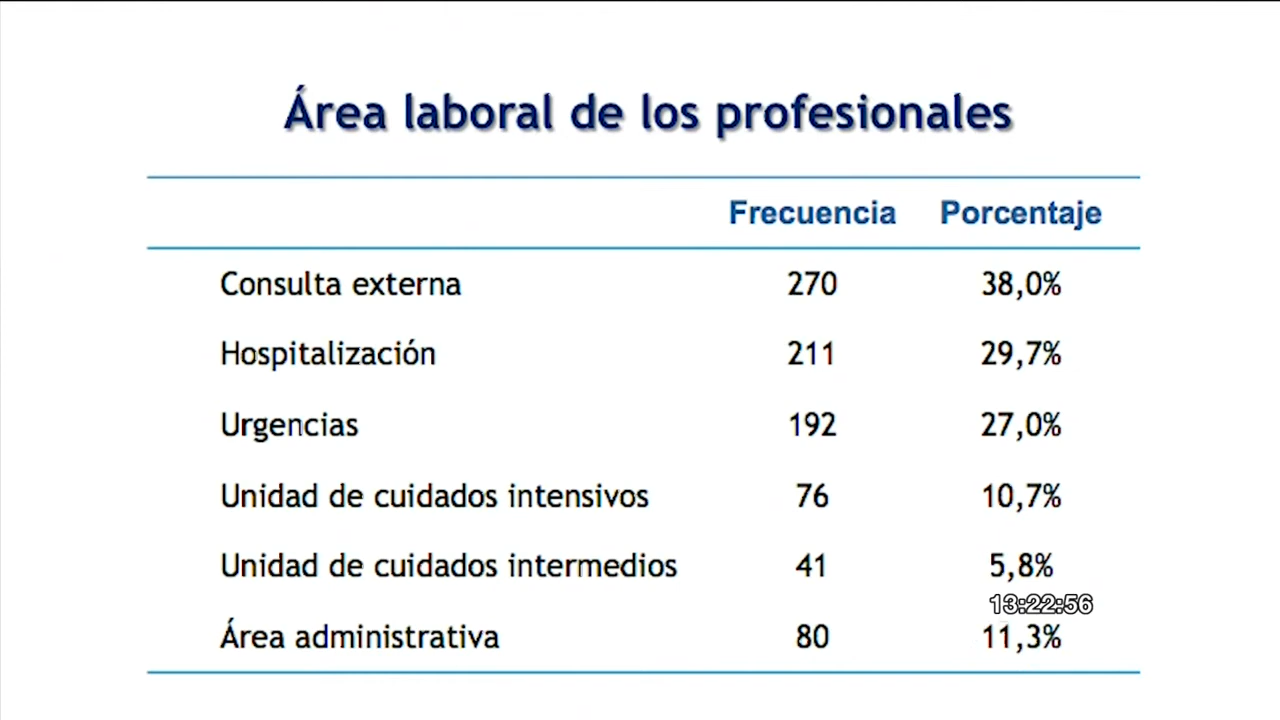 Área laboral de los profesionales
Frecuencia Porcentaje
Consulta externa 270 38,0%
Hospitalización 211 29,7%
Urgencias 192 27,0%
Unidad de cuidados intensivos 76 10,7%
Unidad de cuidados intermedios 41 5,8%
13:22:56
Área administrativa 80 11,3%